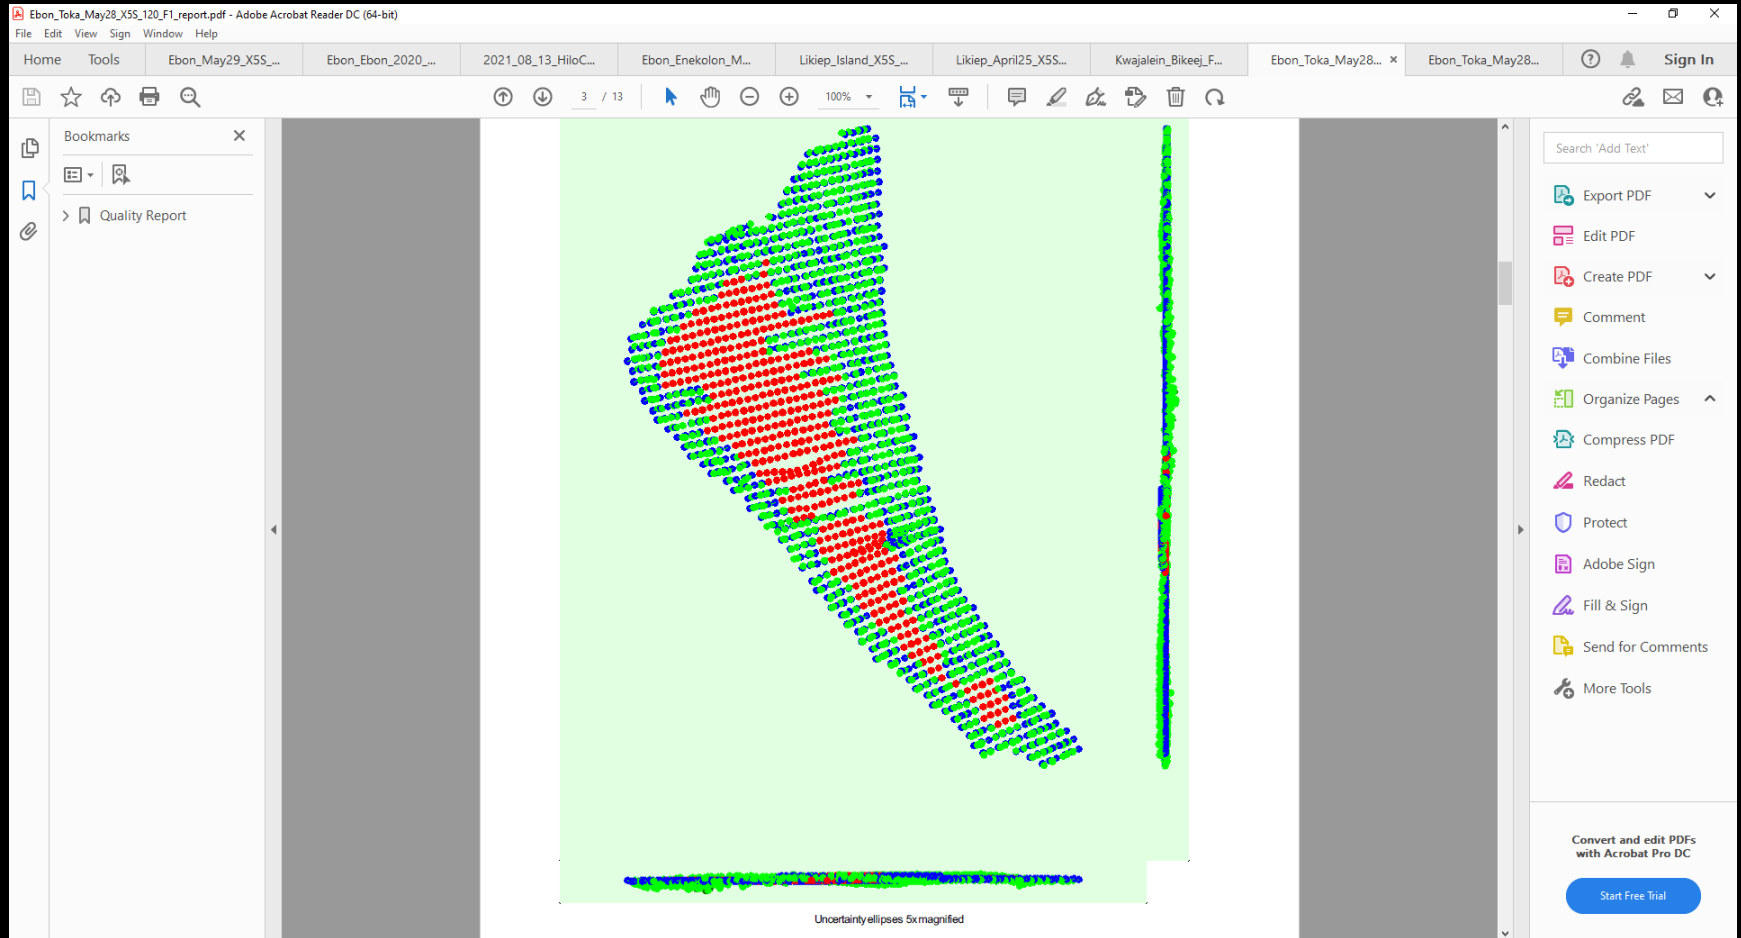 Ebon_Toka_May28_X5S_120_F1_report.pdf - Adobe Acrobat Reader DC (64-bit)
File Edit View Sign Window Help
Home Tools Ebon_May29_X5S_... Ebon_Ebon_2020_... 2021_08_13_HiloC... Ebon_Enekolon_M... Likiep_Island_X5S_... Likiep_April25_X5S... Kwajalein_Bikeej_F... Ebon_Toka_May28... × Ebon_Toka_May28... Sign In
3 / 13 100%
Bookmarks
Quality Report
Uncertainty ellipses 5x magnified
Search 'Add Text'
Export PDF
Edit PDF
Create PDF
Comment
Combine Files
Organize Pages
Compress PDF
Redact
Protect
Adobe Sign
Fill & Sign
Send for Comments
More Tools
Convert and edit PDFs
with Acrobat Pro DC
Start Free Trial